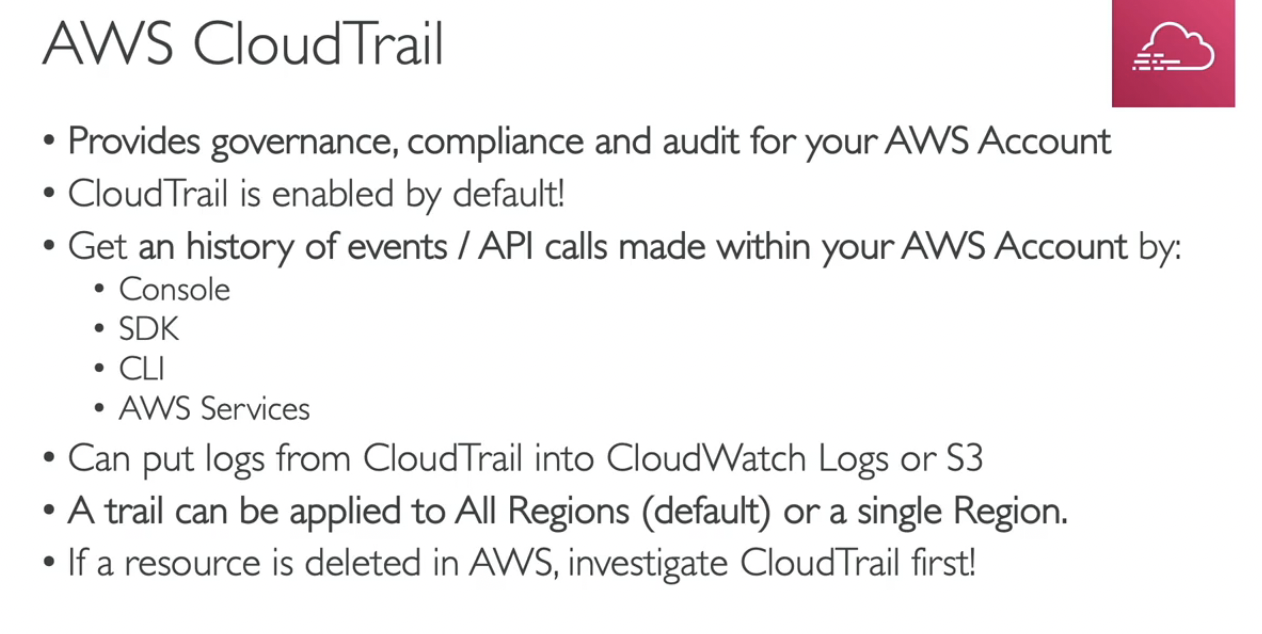 AWS CloudTrail
• Provides governance, compliance and audit for your AWS Account
• CloudTrail is enabled by default!
• Get an history of events / API calls made within your AWS Account by:
• Console
• SDK
• CLI
• AWS Services
• Can put logs from CloudTrail into CloudWatch Logs or S3
• A trail can be applied to All Regions (default) or a single Region.
• If a resource is deleted in AWS, investigate CloudTrail first!